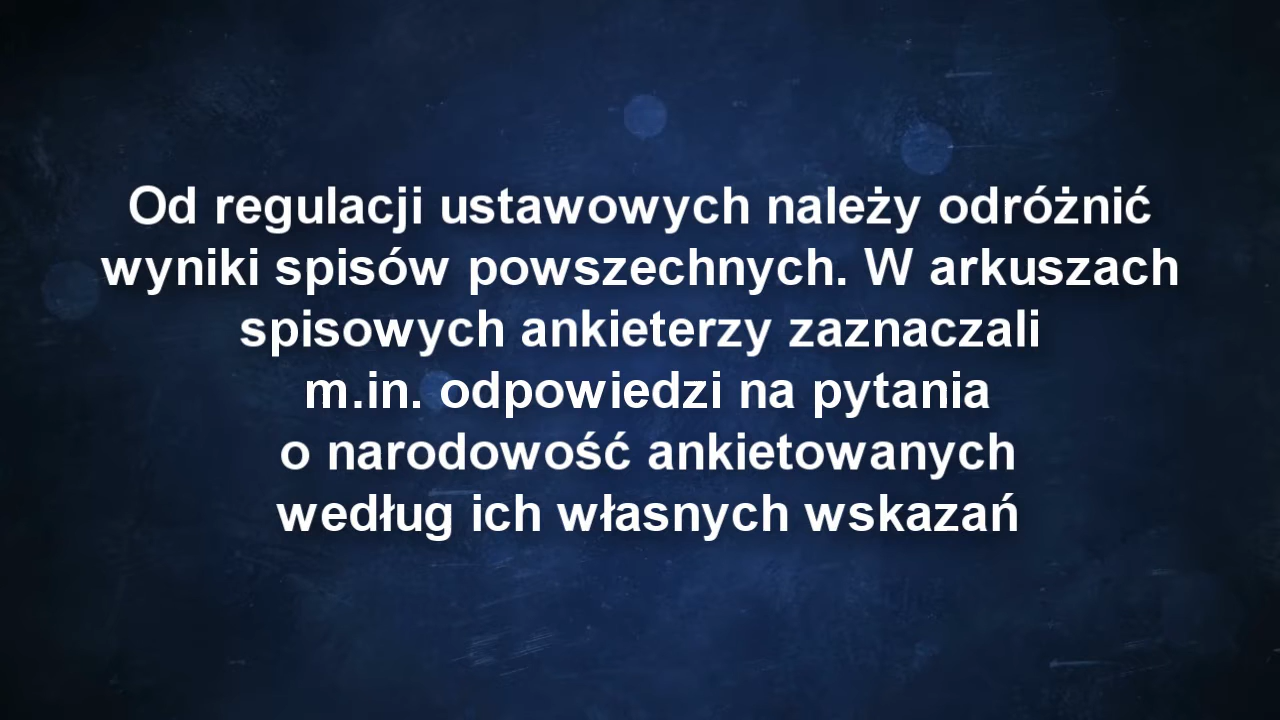 Od regulacji ustawowych należy odróżnić
wyniki spisów powszechnych. W arkuszach
spisowych ankieterzy zaznaczali
m.in. odpowiedzi na pytania
o narodowość ankietowanych
według ich własnych wskazań